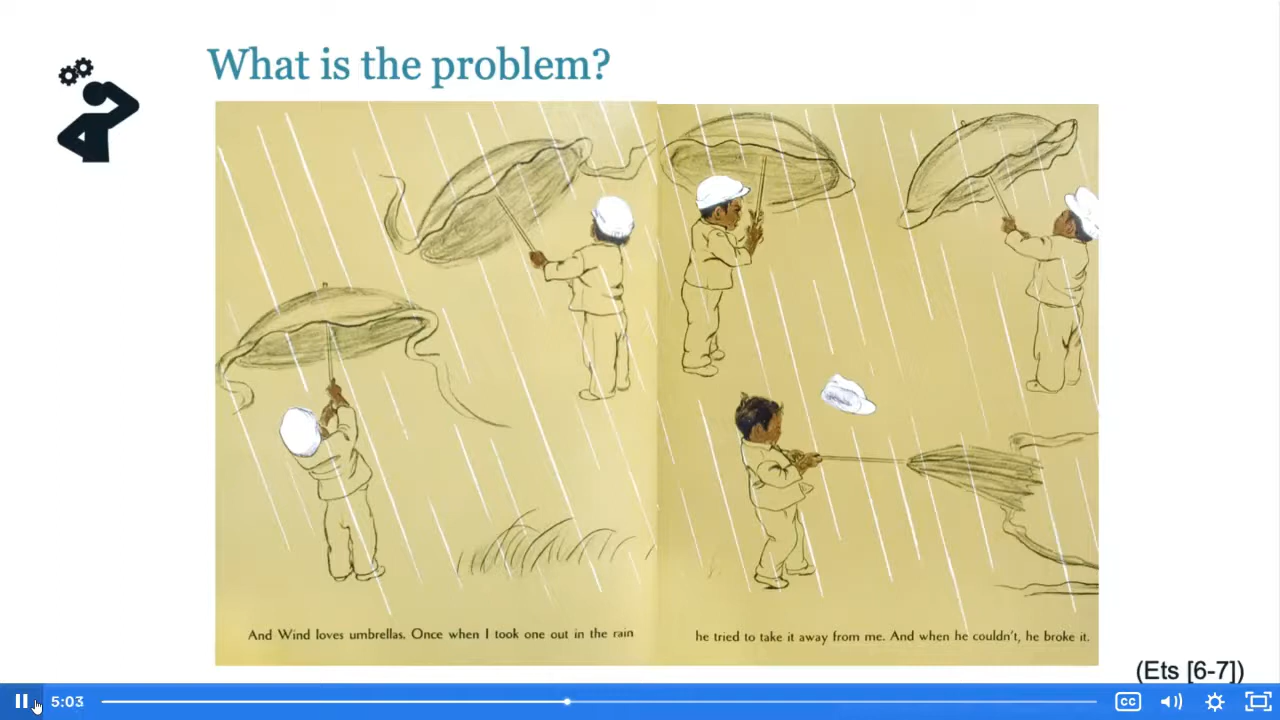 What is the problem?
And Wind loves umbrellas. Once when I took one out in the rain
he tried to take it away from me. And when he couldn't, he broke it.
(Ets [6-7])
5:03
CC